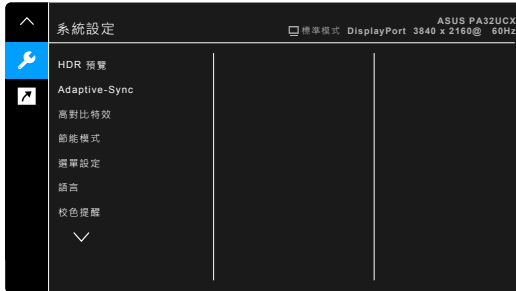 ASUS PA32UCX
系統設定
標準模式 DisplayPort 3840 x 2160@ 60Hz
HDR 預覽
Adaptive-Sync
高對比特效
節能模式
選單設定
語言
校色提醒